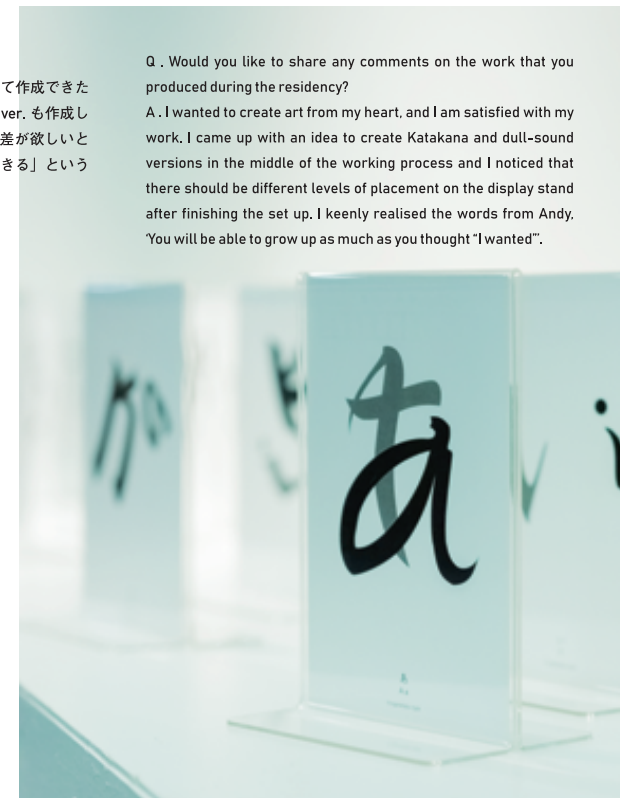 て作成できた
ver. も作成し
差が欲しいと
きる」という
Q . Would you like to share any comments on the work that you
produced during the residency?
A . I wanted to create art from my heart, and I am satisfied with my
work. I came up with an idea to create Katakana and dull-sound
versions in the middle of the working process and I noticed that
there should be different levels of placement on the display stand
after finishing the set up. I keenly realised the words from Andy,
‘You will be able to grow up as much as you thought “I wanted”’.
あ
a
i